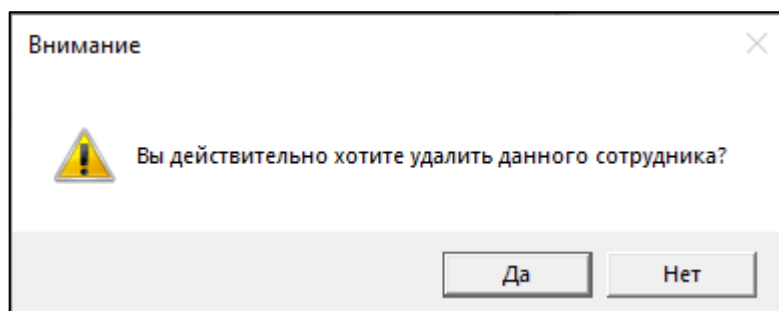 Внимание
Вы действительно хотите удалить данного сотрудника?
Да
Нет